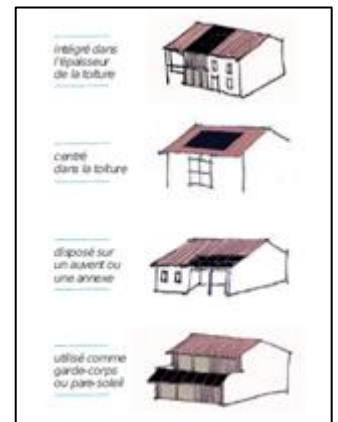 intégré dans
l'épaisseur
de la toiture
centré
dans la toiture
disposé sur
un auvent ou
une annexe
utilisé comme
garde-corps
ou pare-soleil